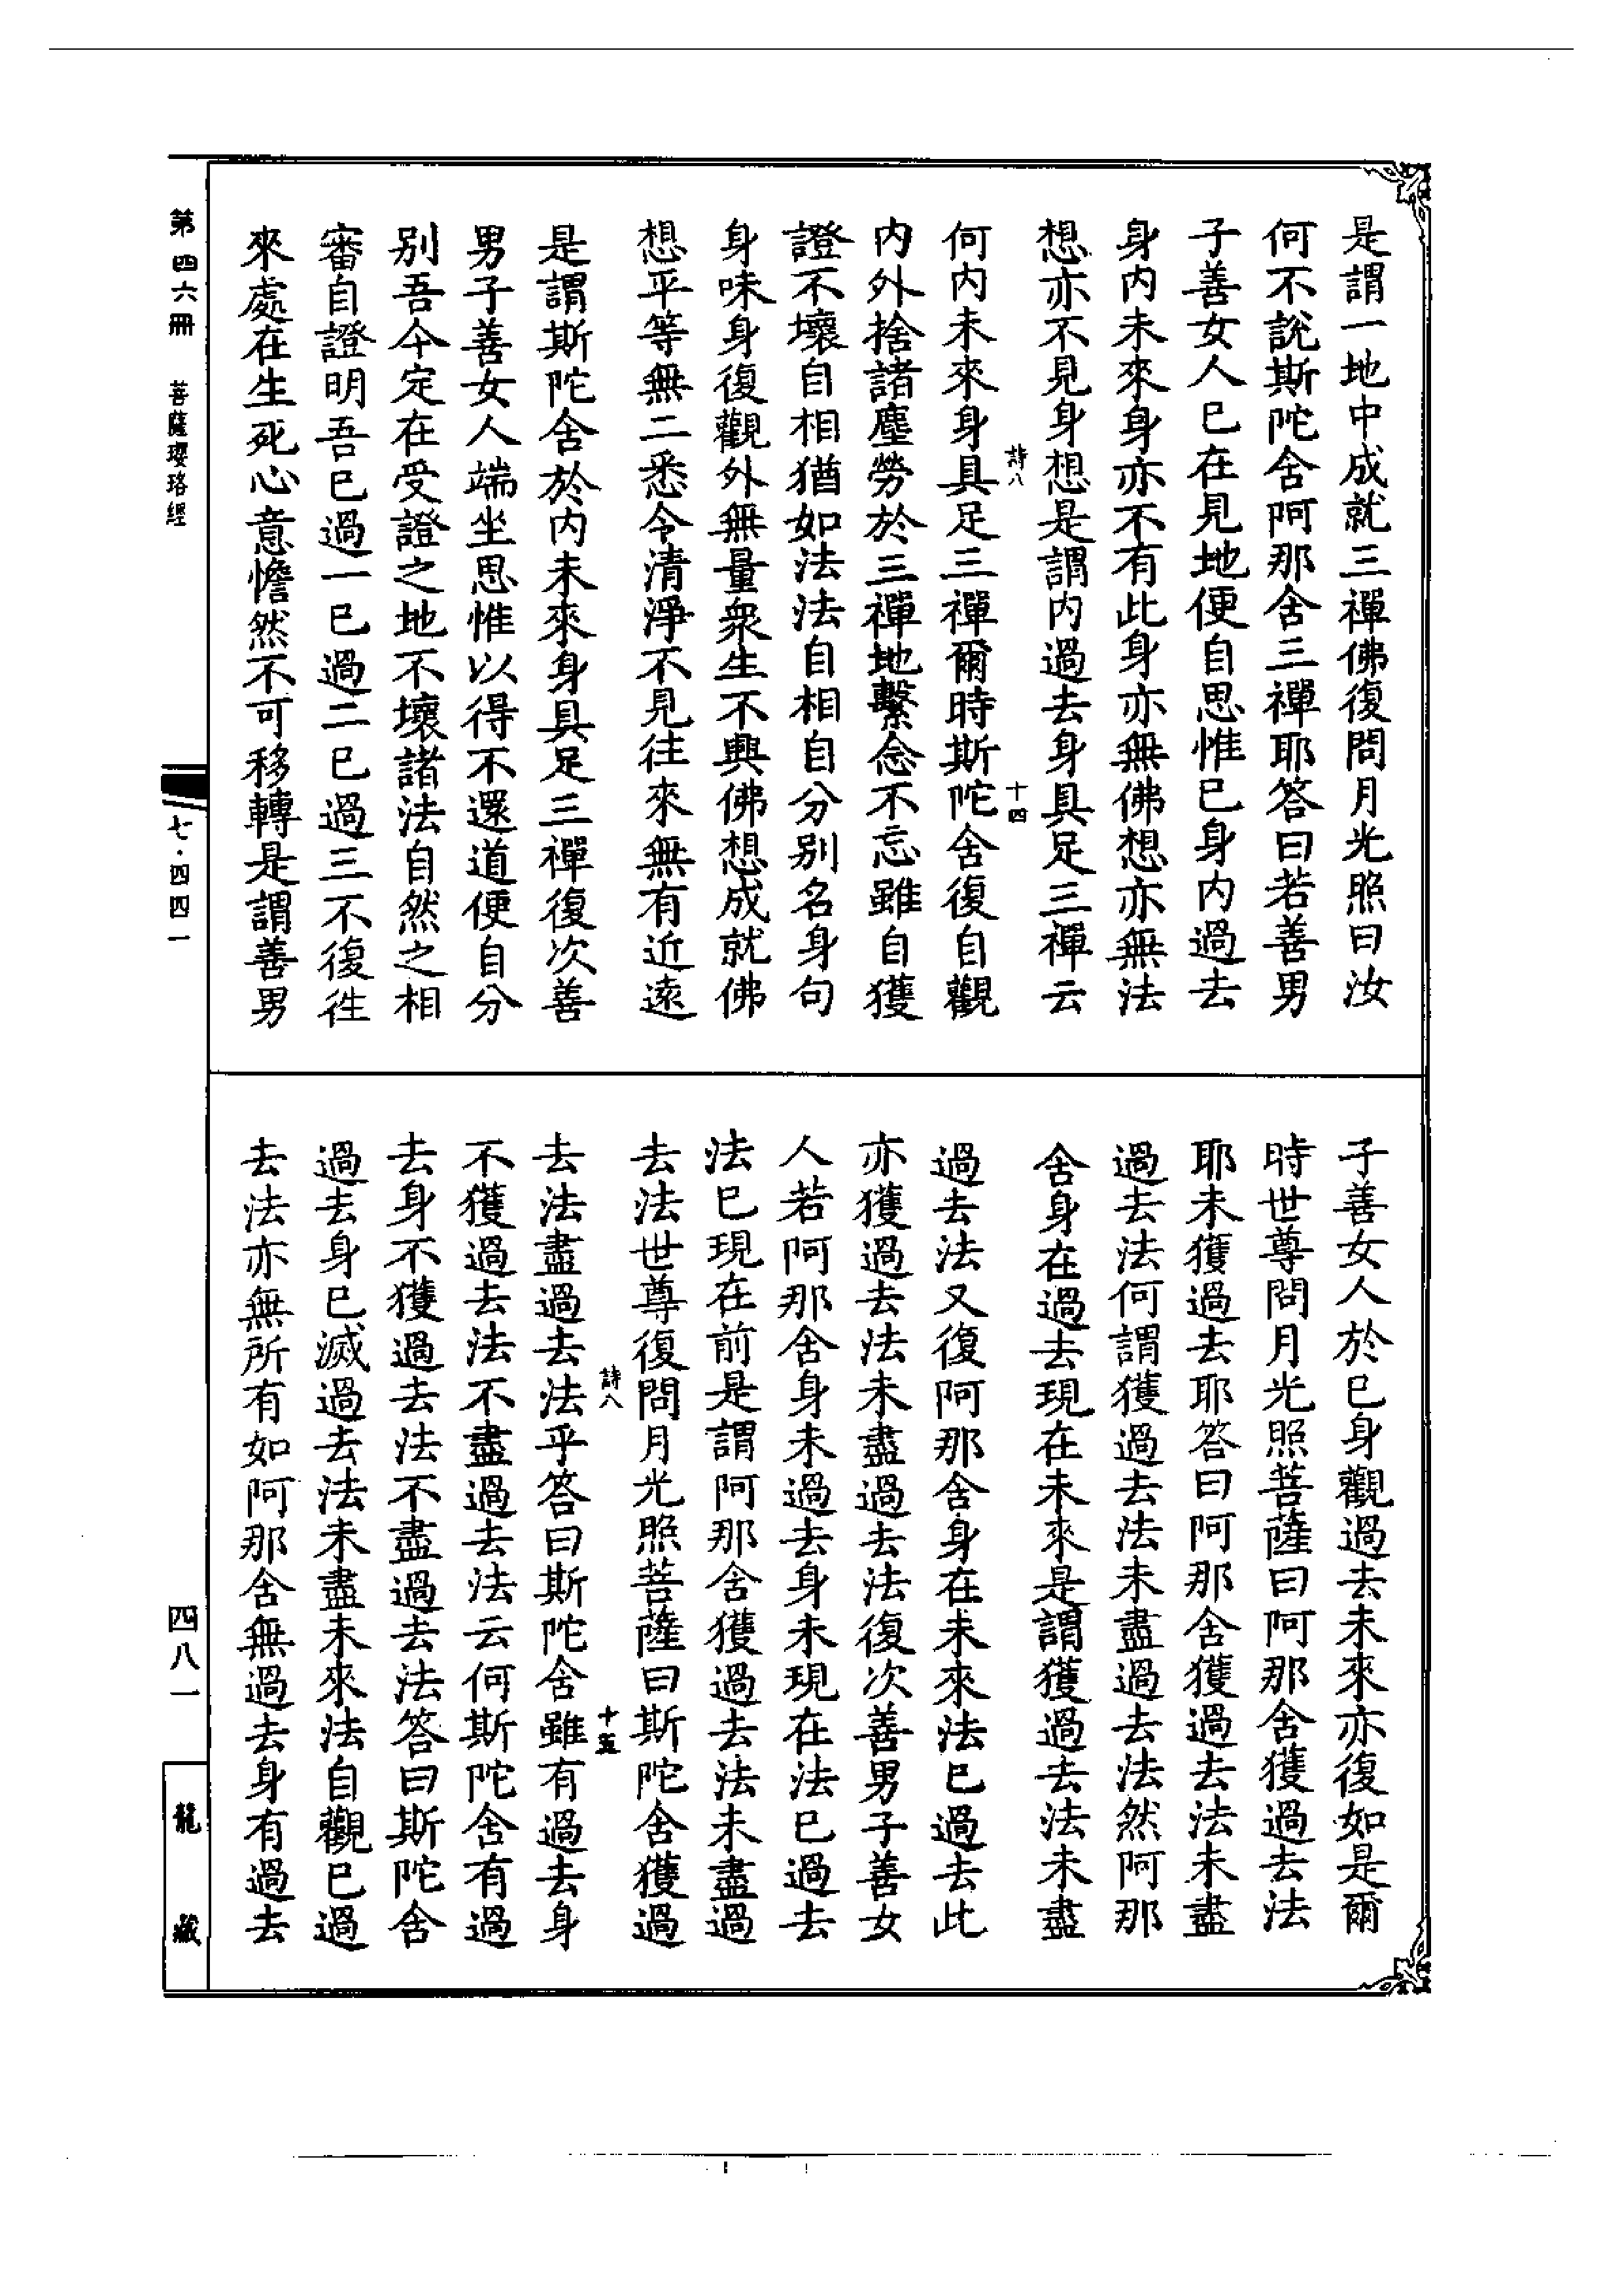 是謂一地中成就三禪佛復問月光照曰汝
何不說斯陀含阿那含三禪耶答曰若善男
子善女人已在見地便自思惟已身內過去
身內未來身亦不有此身亦無佛想亦無法
想亦不見身想是謂內過去身具足三禪云
詩八
十四
何內未來身具足三禪爾時斯陀含復自觀
內外捨諸塵勞於三禪地繫念不忘雖自獲
證不壞自相猶如法法自相自分別名身句
身味身復觀外無量眾生不興佛想成就佛
想平等無二悉令清淨不見往來無有近遠
是謂斯陀含於內未來身具足三禪復次善
男子善女人端坐思惟以得不還道便自分
別吾今定在受證之地不壞諸法自然之相
審自證明吾已過一已過二已過三不復徃
來處在生死心意憺然不可移轉是謂善男
子善女人於已身觀過去未來亦復如是爾
時世尊問月光照菩薩曰阿那含獲過去法
耶未獲過去耶答曰阿那含獲過去法未盡
過去法何謂獲過去法未盡過去法然阿那
含身在過去現在未來是謂獲過去法未盡
過去法又復阿那含身在未來法已過去此
亦獲過去法未盡過去法復次善男子善女
人若阿那含身未過去身未現在法已過去
法已現在前是謂阿那含獲過去法未盡過
去法世尊復問月光照菩薩曰斯陀含獲過
詩八
十五
去法盡過去法乎答曰斯陀含雖有過去身
不獲過去法不盡過去法云何斯陀含有過
去身不獲過去法不盡過去法答曰斯陀含
過去身已滅過去法未盡未來法自觀已過
去法亦無所有如阿那含無過去身有過去
第四六冊 菩薩瓔珞經
七·四四一
四八一
龍藏